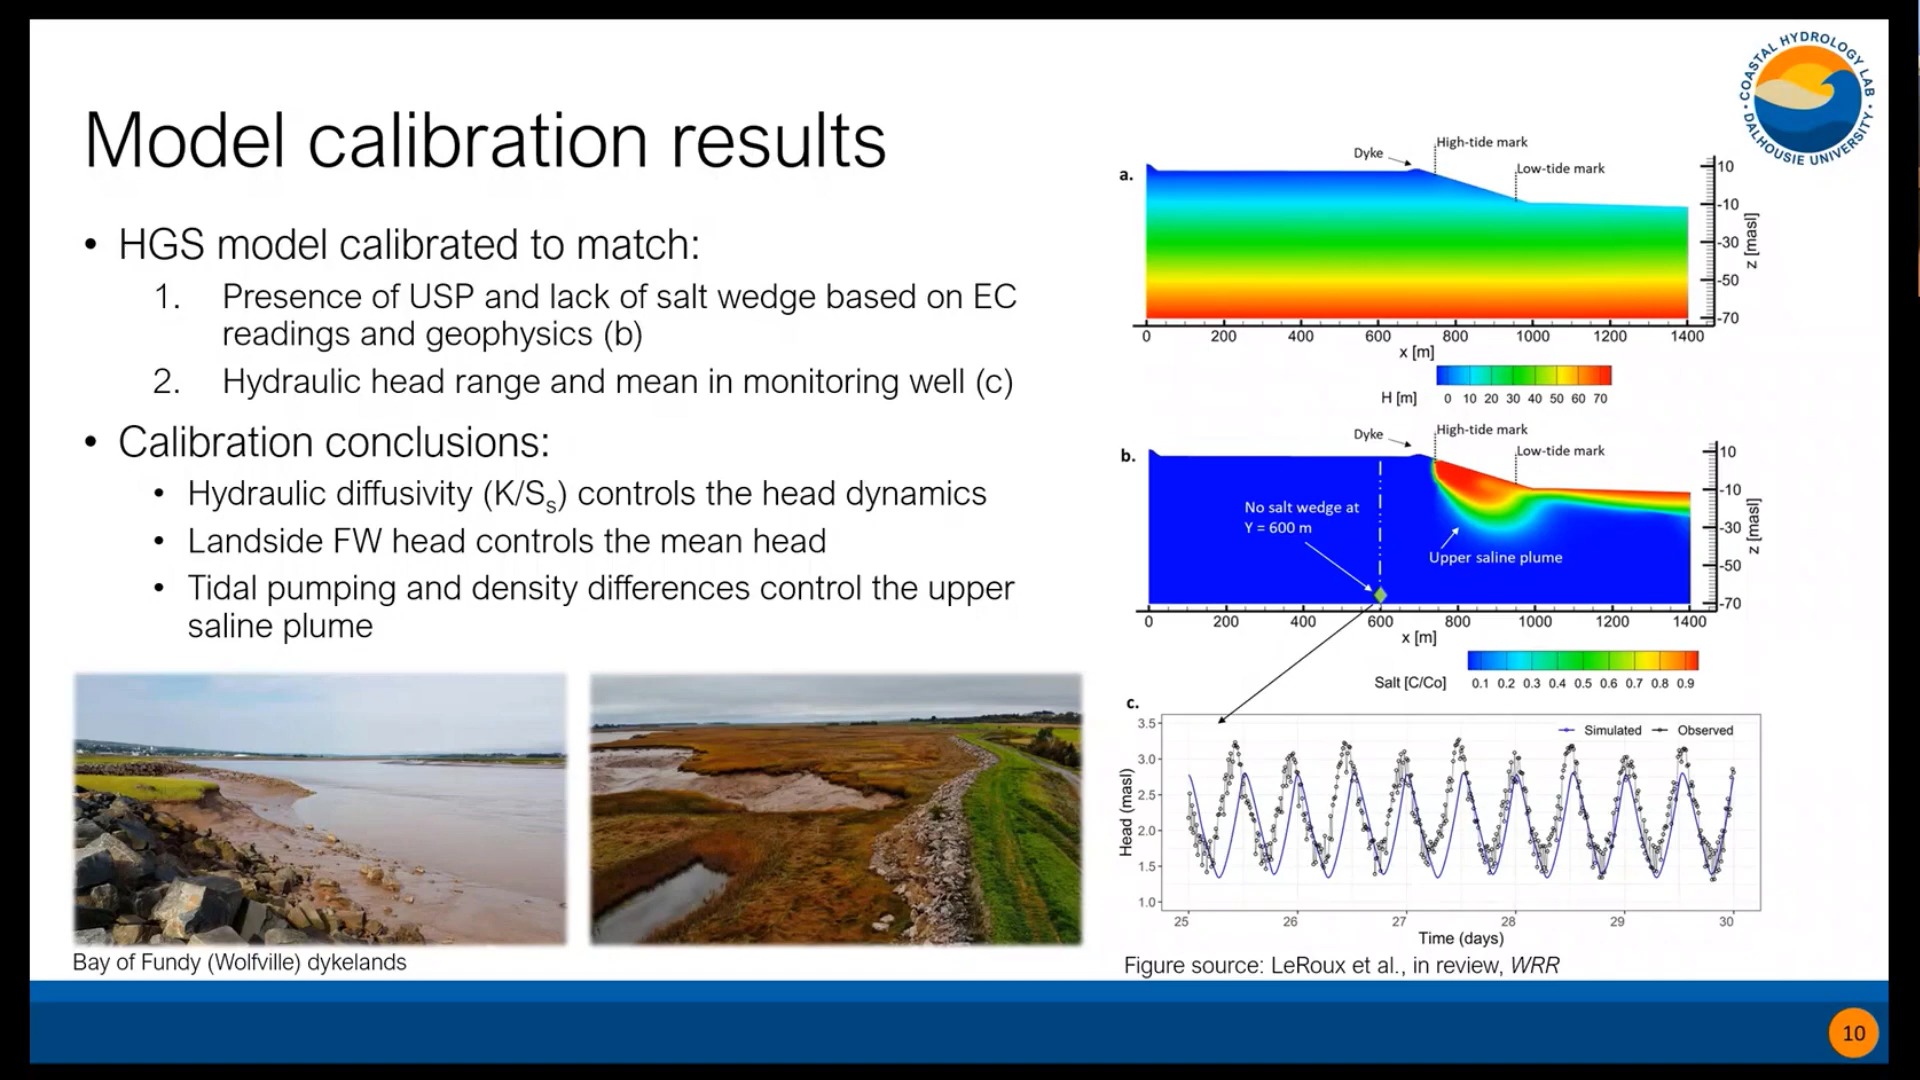 Model calibration results
• HGS model calibrated to match:
1. Presence of USP and lack of salt wedge based on EC
readings and geophysics (b)
2. Hydraulic head range and mean in monitoring well (c)
• Calibration conclusions:
• Hydraulic diffusivity (K/Ss) controls the head dynamics
• Landside FW head controls the mean head
• Tidal pumping and density differences control the upper
saline plume
Bay of Fundy (Wolfville) dykelands
COASTAL HYDROLOGY LAB
• DALHOUSIE UNIVERSITY •
a.
Dyke
High-tide mark
Low-tide mark
10
-10
-30
-50
-70
z [masl]
0 200 400 600 800 1000 1200 1400
x [m]
H [m] 0 10 20 30 40 50 60 70
b.
Dyke
High-tide mark
Low-tide mark
No salt wedge at
Y = 600 m
Upper saline plume
10
-10
-30
-50
-70
z [masl]
0 200 400 600 800 1000 1200 1400
x [m]
Salt [C/Co] 0.1 0.2 0.3 0.4 0.5 0.6 0.7 0.8 0.9
c.
Simulated Observed
3.5
3.0
2.5
2.0
1.5
1.0
Head (masl)
25 26 27 28 29 30
Time (days)
Figure source: LeRoux et al., in review, WRR
10